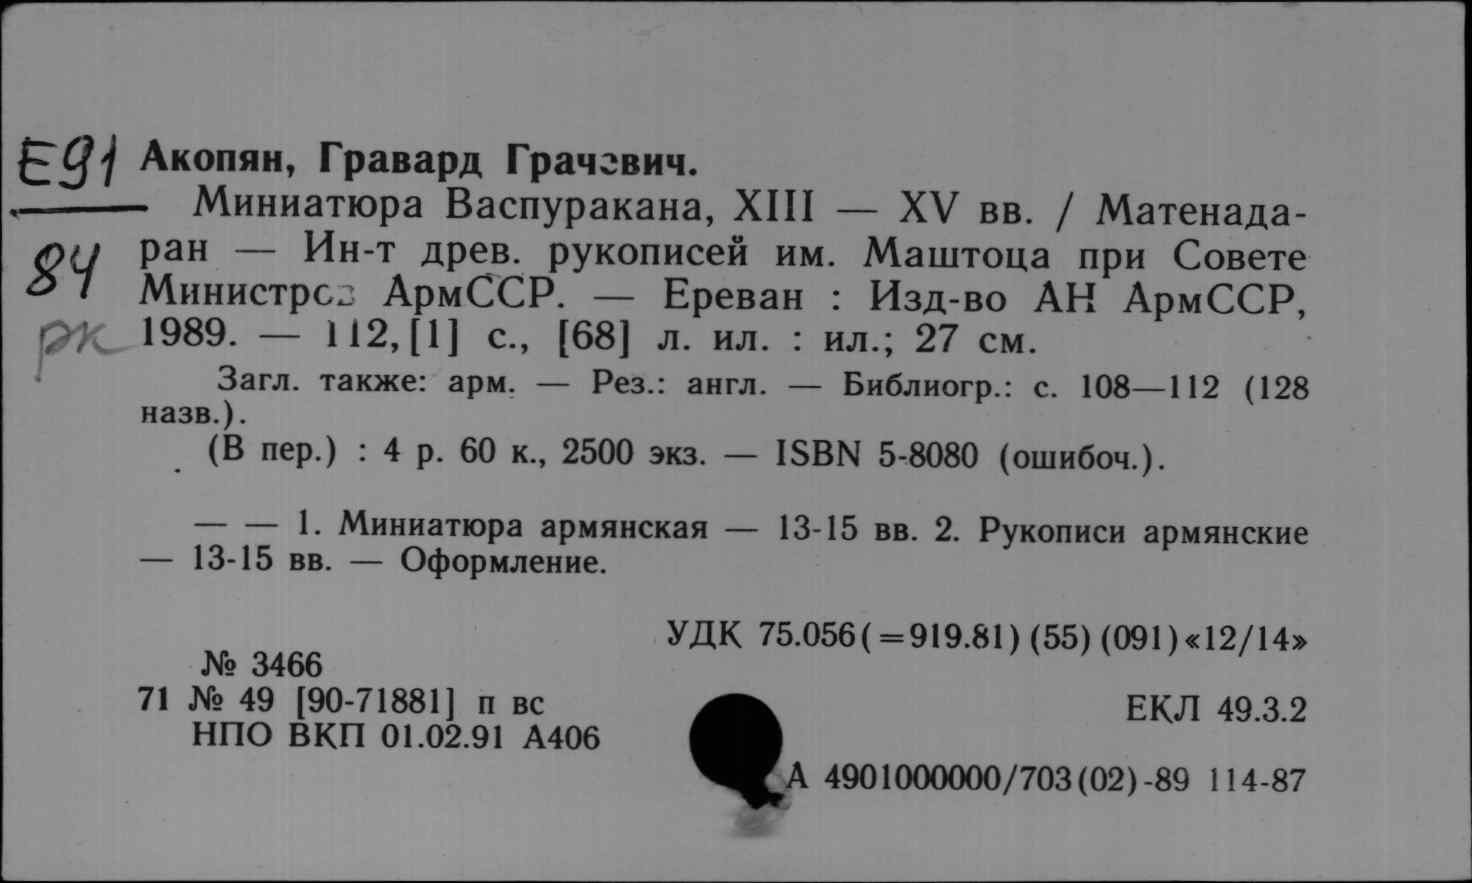 Е91 Акопян, Гравард Грачевич.
Миниатюра Васпуракана, XIII — XV вв. / Матенада-
84 ран — Ин-т древ. рукописей им. Маштоца при Совете
Министров АрмССР. — Ереван : Изд-во АН АрмССР,
рк 1989. — 112,[1] с., [68] л. ил. : ил.; 27 см.
Загл. также: арм. — Рез.: англ. — Библиогр.: с. 108—112 (128
назв.).
(В пер.) : 4 р. 60 к., 2500 экз. — ISBN 5-8080 (ошибоч.).
— — 1. Миниатюра армянская — 13-15 вв. 2. Рукописи армянские
— 13-15 вв. — Оформление.
УДК 75.056(=919.81)(55)(091)«12/14»
№ 3466
71 № 49 [90-71881] п вс
ЕКЛ 49.3.2
НПО ВКП 01.02.91 А406
А 4901000000/703(02)-89 114-87